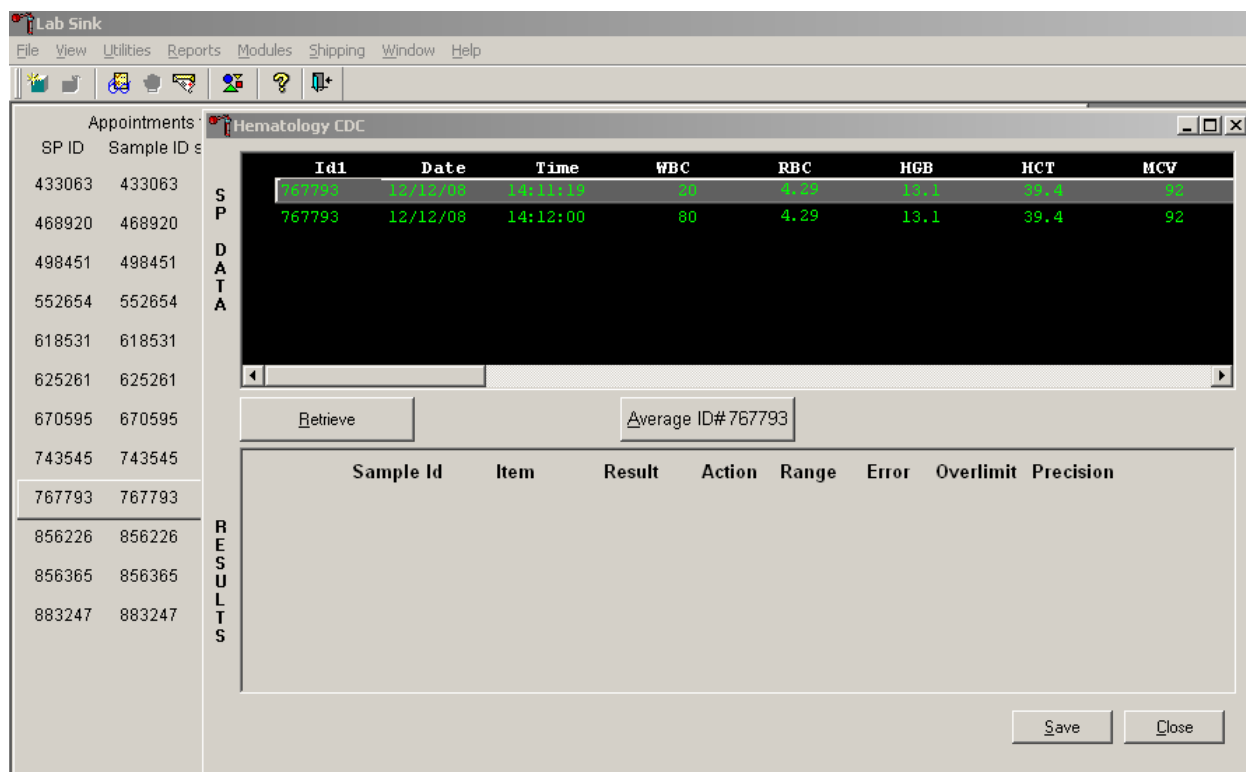 Lab Sink
File View Utilities Reports Modules Shipping Window Help
Appointments
SP ID Sample ID s
433063 433063
468920 468920
498451 498451
552654 552654
618531 618531
625261 625261
670595 670595
743545 743545
767793 767793
856226 856226
856365 856365
883247 883247
Hematology CDC
SP DATA
Id1 Date Time WBC RBC HGB HCT MCV
767793 12/12/08 14:11:19 20 4.29 13.1 39.4 92
767793 12/12/08 14:12:00 80 4.29 13.1 39.4 92
Retrieve Average ID# 767793
RESULTS
Sample Id Item Result Action Range Error Overlimit Precision
Save Close